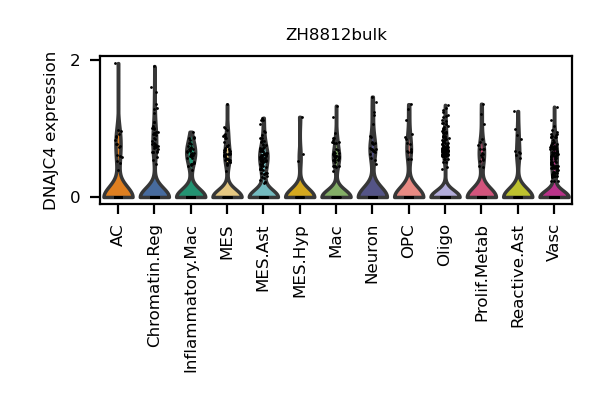 ZH8812bulk
DNAJC4 expression
2
0
AC
Chromatin.Reg
Inflammatory.Mac
MES
MES.Ast
MES.Hyp
Mac
Neuron
OPC
Oligo
Prolif.Metab
Reactive.Ast
Vasc